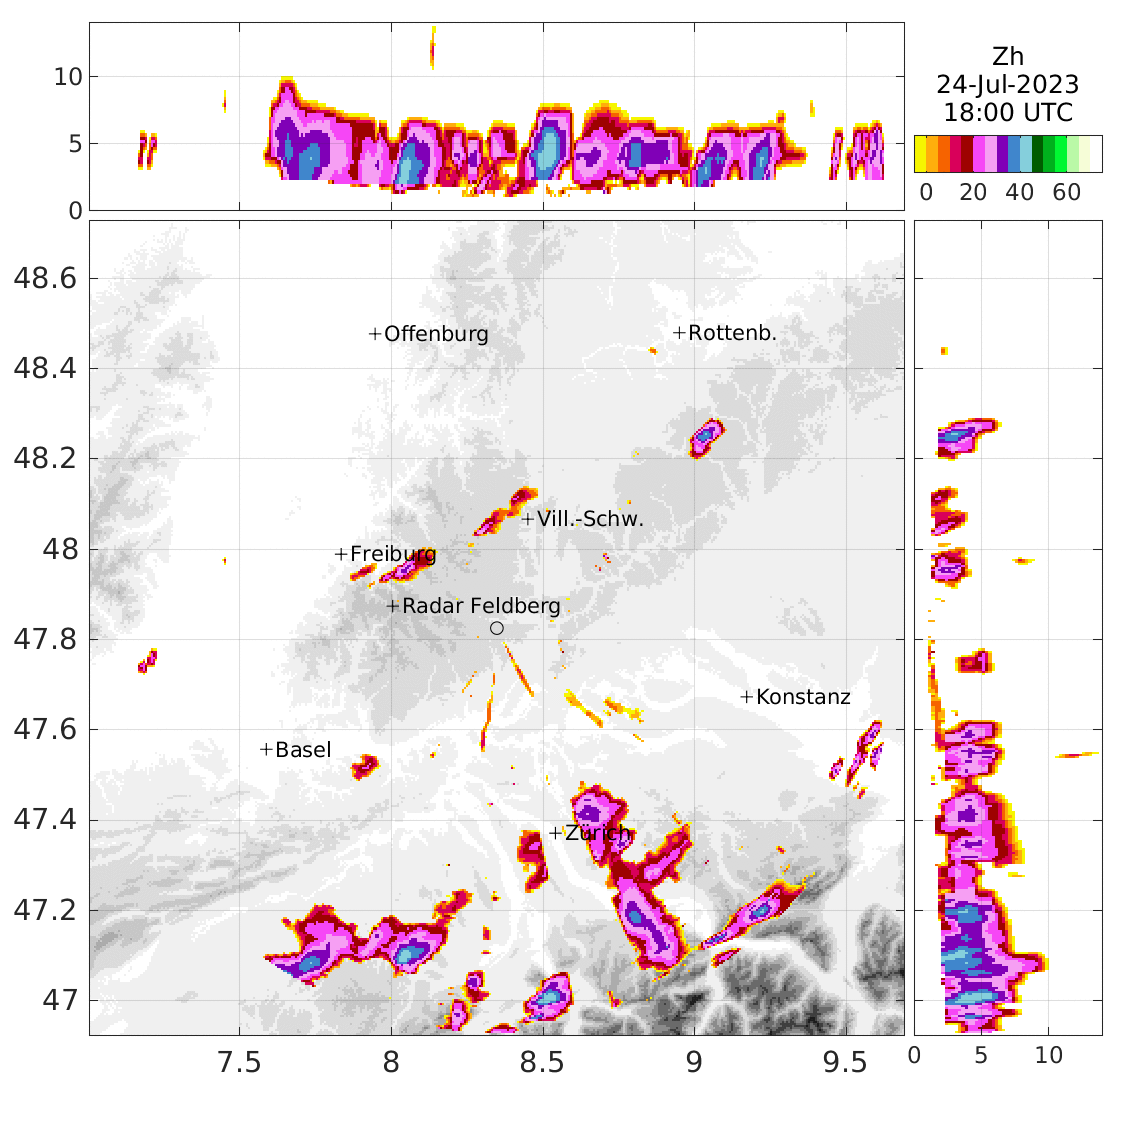 10
5
0
Zh
24-Jul-2023
18:00 UTC
0 20 40 60
48.6
48.4
48.2
48
47.8
47.6
47.4
47.2
47
+Offenburg
+Rottenb.
+Vill.-Schw.
+Freiburg
+Radar Feldberg
+Konstanz
+Basel
+Zürich
7.5 8 8.5 9 9.5
0 5 10